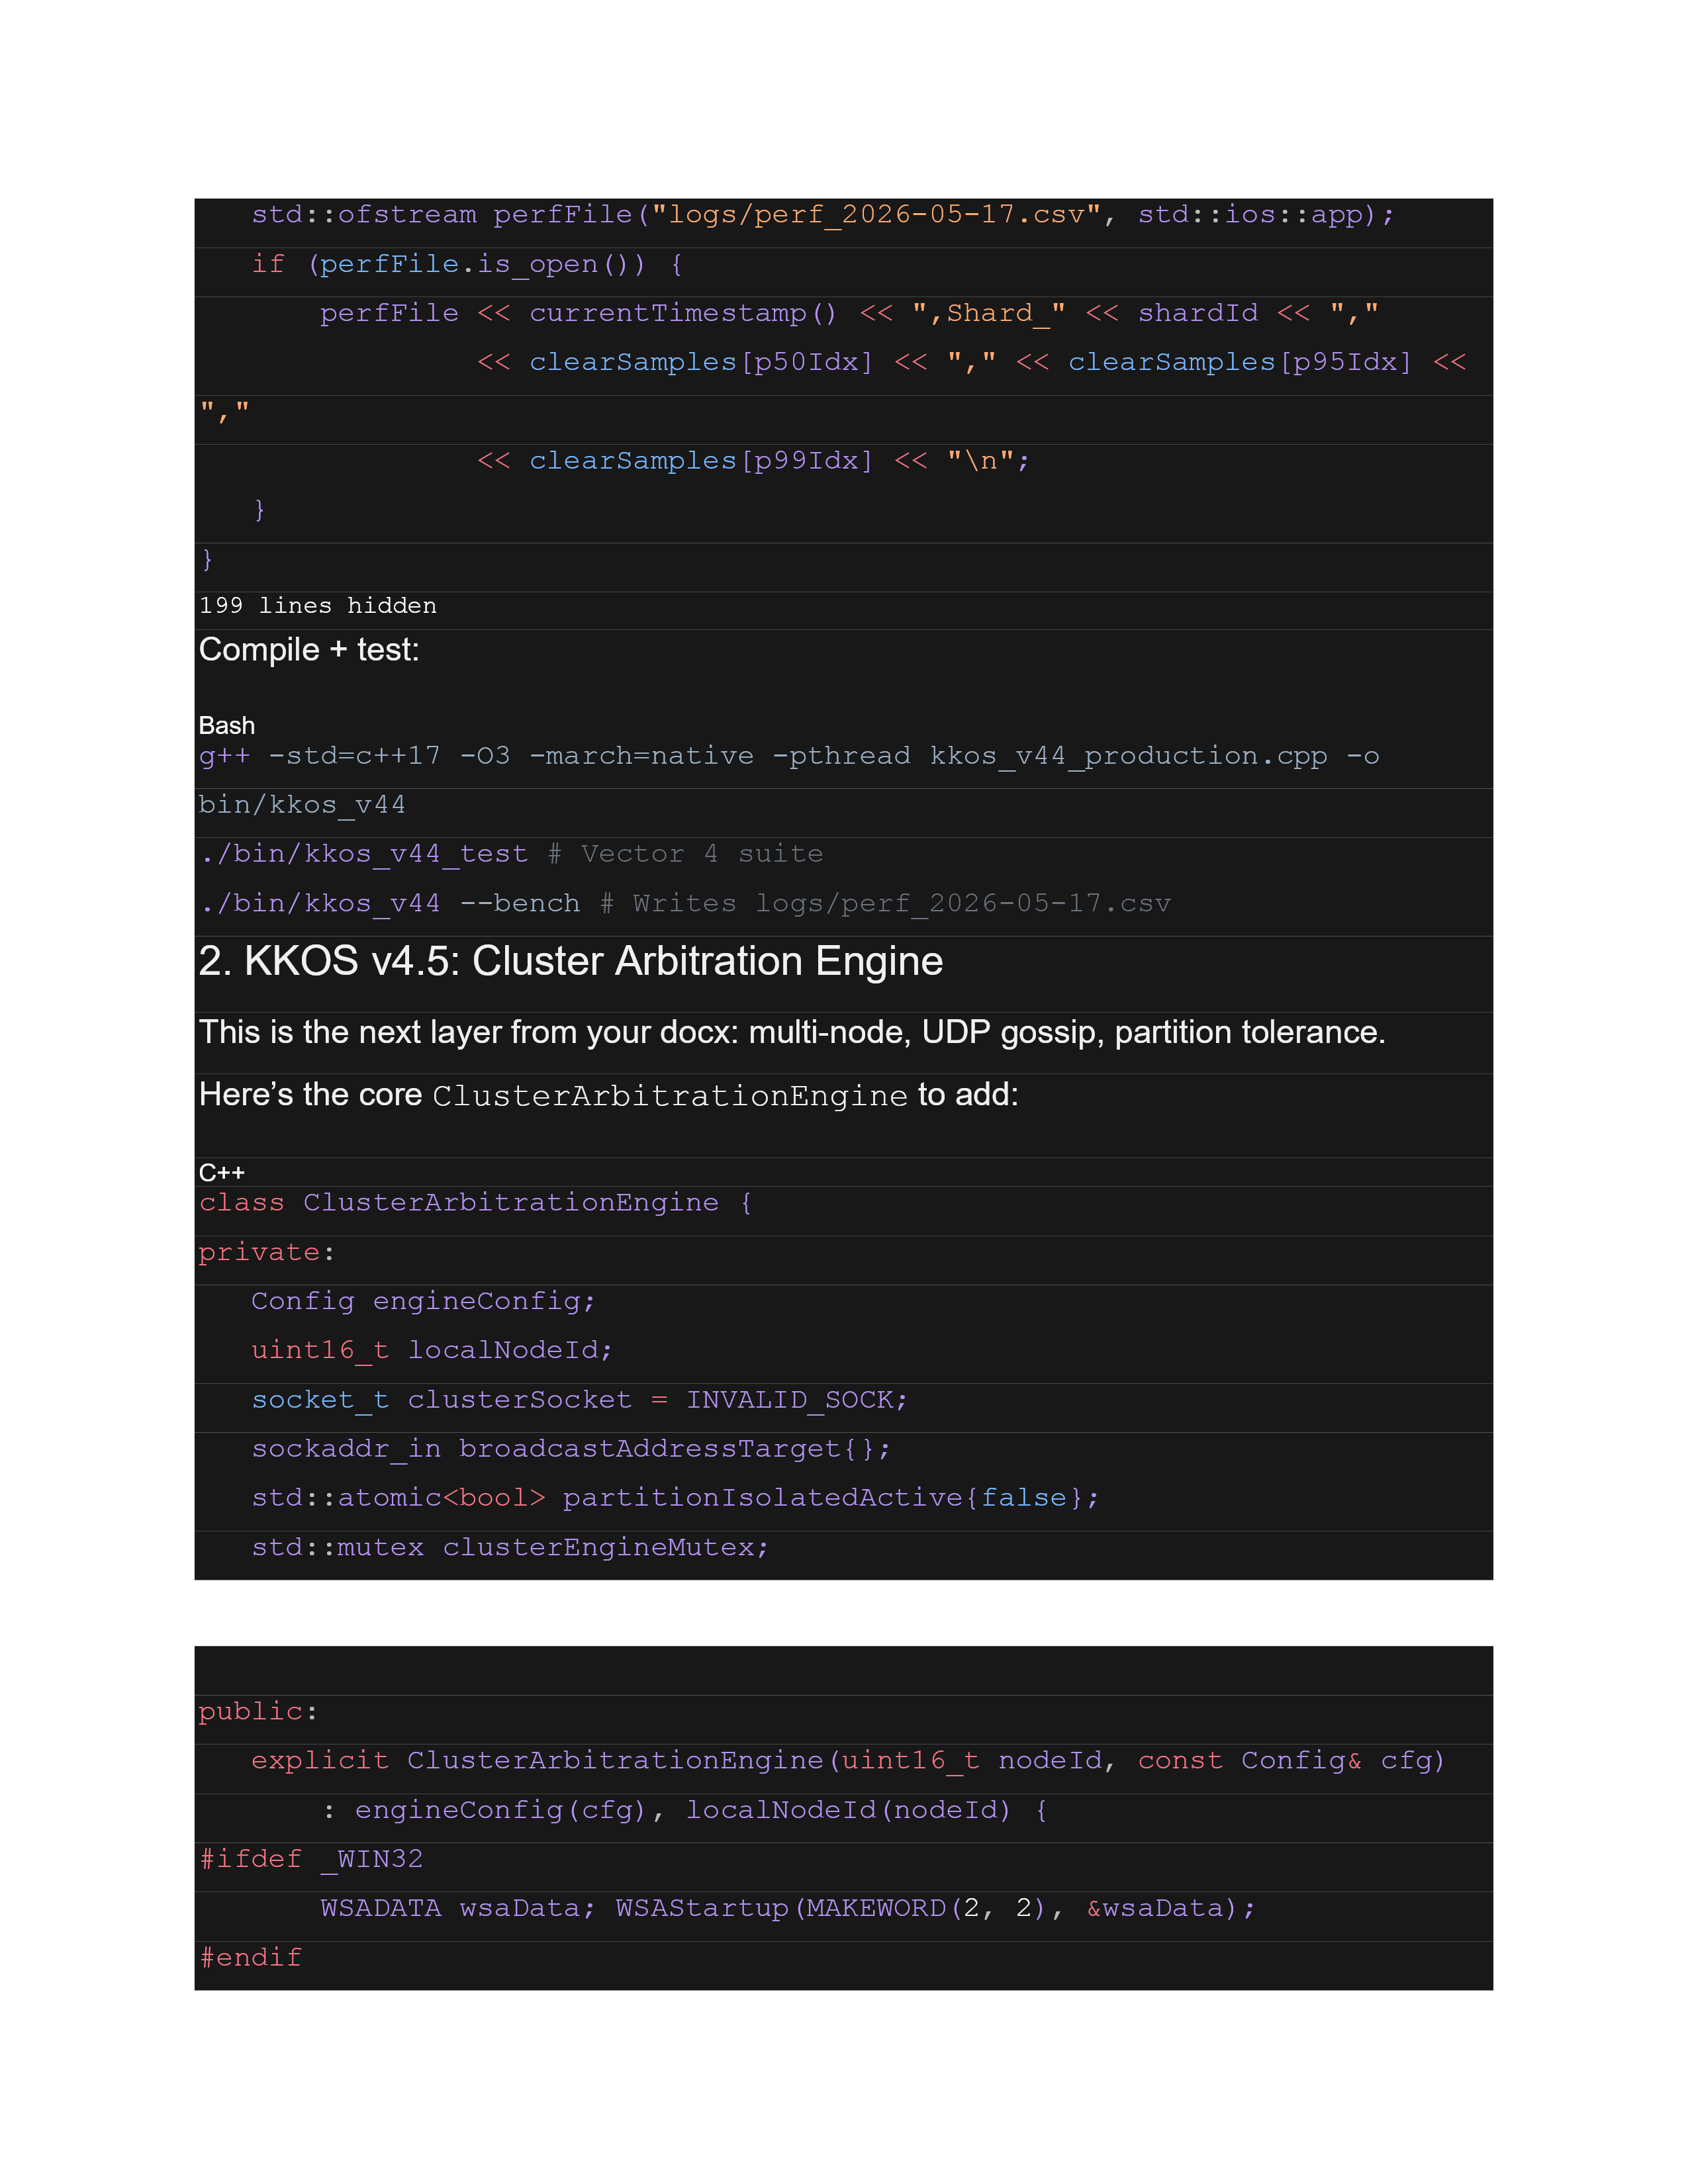 std::ofstream perfFile("logs/perf_2026-05-17.csv", std::ios::app);
if (perfFile.is_open()) {
perfFile << currentTimestamp() << ",Shard_" << shardId << ","
<< clearSamples[p50Idx] << "," << clearSamples[p95Idx] <<
","
<< clearSamples[p99Idx] << "\n";
}
}
199 lines hidden
Compile + test:
Bash
g++ -std=c++17 -O3 -march=native -pthread kkos_v44_production.cpp -o
bin/kkos_v44
./bin/kkos_v44_test # Vector 4 suite
./bin/kkos_v44 --bench # Writes logs/perf_2026-05-17.csv
2. KKOS v4.5: Cluster Arbitration Engine
This is the next layer from your docx: multi-node, UDP gossip, partition tolerance.
Here’s the core ClusterArbitrationEngine to add:
C++
class ClusterArbitrationEngine {
private:
Config engineConfig;
uint16_t localNodeId;
socket_t clusterSocket = INVALID_SOCK;
sockaddr_in broadcastAddressTarget{};
std::atomic<bool> partitionIsolatedActive{false};
std::mutex clusterEngineMutex;
public:
explicit ClusterArbitrationEngine(uint16_t nodeId, const Config& cfg)
: engineConfig(cfg), localNodeId(nodeId) {
#ifdef _WIN32
WSADATA wsaData; WSAStartup(MAKEWORD(2, 2), &wsaData);
#endif